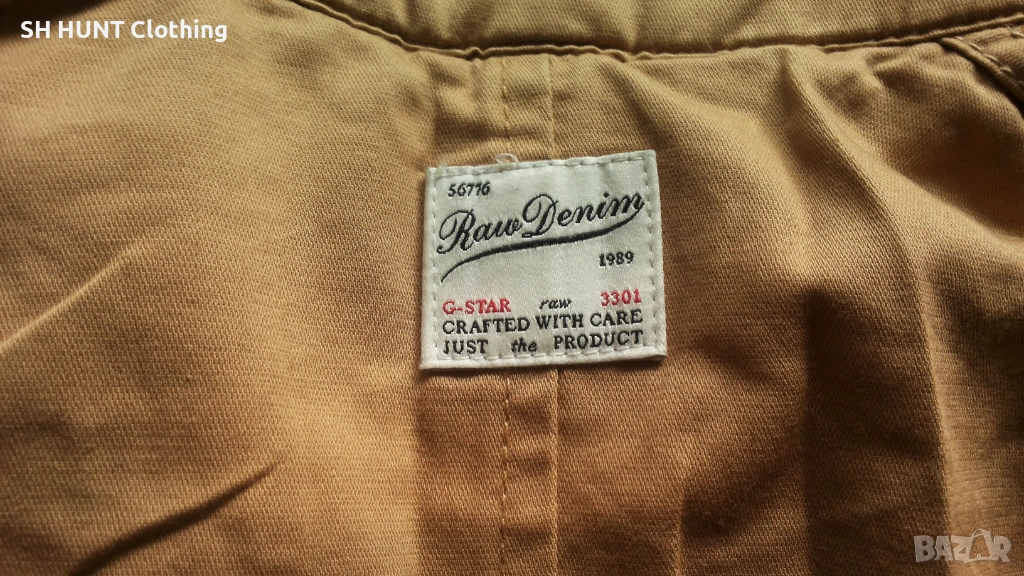 SH HUNT Clothing
56716
Raw Denim
1989
G-STAR raw 3301
CRAFTED WITH CARE
JUST the PRODUCT
BAZAR